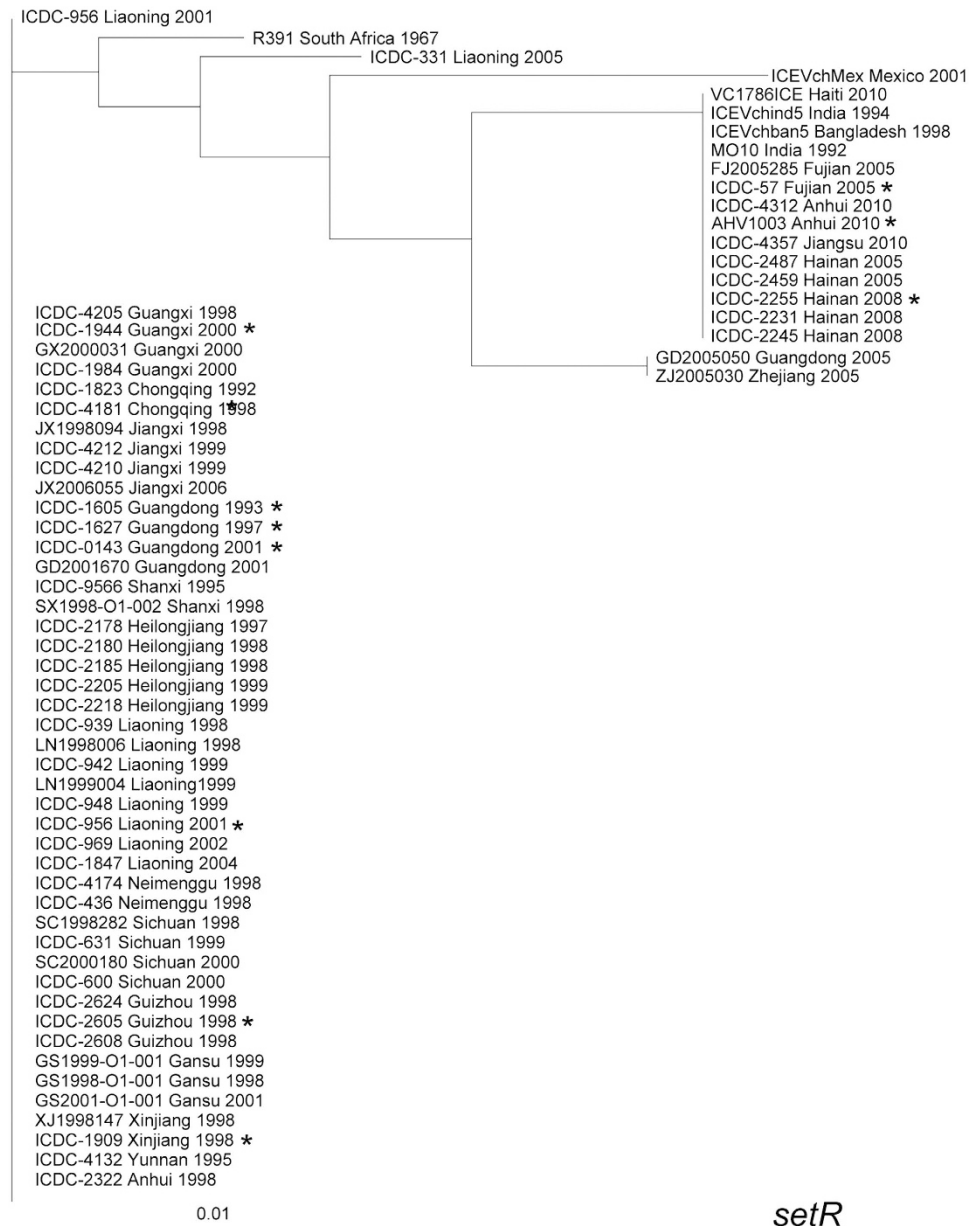 ICDC-956 Liaoning 2001
R391 South Africa 1967
ICDC-331 Liaoning 2005
ICEVchMex Mexico 2001
VC1786ICE Haiti 2010
ICEVchind5 India 1994
ICEVchban5 Bangladesh 1998
MO10 India 1992
FJ2005285 Fujian 2005
ICDC-57 Fujian 2005 *
ICDC-4312 Anhui 2010
AHV1003 Anhui 2010 *
ICDC-4357 Jiangsu 2010
ICDC-2487 Hainan 2005
ICDC-2459 Hainan 2005
ICDC-2255 Hainan 2008 *
ICDC-2231 Hainan 2008
ICDC-2245 Hainan 2008
GD2005050 Guangdong 2005
ZJ2005030 Zhejiang 2005
ICDC-4205 Guangxi 1998
ICDC-1944 Guangxi 2000 *
GX2000031 Guangxi 2000
ICDC-1984 Guangxi 2000
ICDC-1823 Chongqing 1992
ICDC-4181 Chongqing 1998 *
JX1998094 Jiangxi 1998
ICDC-4212 Jiangxi 1999
ICDC-4210 Jiangxi 1999
JX2006055 Jiangxi 2006
ICDC-1605 Guangdong 1993 *
ICDC-1627 Guangdong 1997 *
ICDC-0143 Guangdong 2001 *
GD2001670 Guangdong 2001
ICDC-9566 Shanxi 1995
SX1998-O1-002 Shanxi 1998
ICDC-2178 Heilongjiang 1997
ICDC-2180 Heilongjiang 1998
ICDC-2185 Heilongjiang 1998
ICDC-2205 Heilongjiang 1999
ICDC-2218 Heilongjiang 1999
ICDC-939 Liaoning 1998
LN1998006 Liaoning 1998
ICDC-942 Liaoning 1999
LN1999004 Liaoning1999
ICDC-948 Liaoning 1999
ICDC-956 Liaoning 2001 *
ICDC-969 Liaoning 2002
ICDC-1847 Liaoning 2004
ICDC-4174 Neimenggu 1998
ICDC-436 Neimenggu 1998
SC1998282 Sichuan 1998
ICDC-631 Sichuan 1999
SC2000180 Sichuan 2000
ICDC-600 Sichuan 2000
ICDC-2624 Guizhou 1998
ICDC-2605 Guizhou 1998 *
ICDC-2608 Guizhou 1998
GS1999-O1-001 Gansu 1999
GS1998-O1-001 Gansu 1998
GS2001-O1-001 Gansu 2001
XJ1998147 Xinjiang 1998
ICDC-1909 Xinjiang 1998 *
ICDC-4132 Yunnan 1995
ICDC-2322 Anhui 1998
0.01
setR